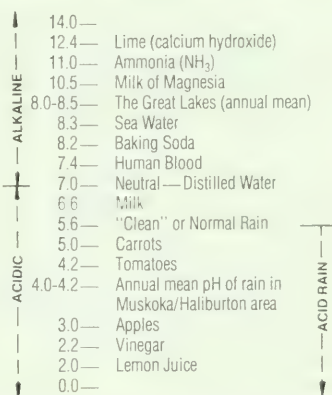 14.0—
12.4— Lime (calcium hydroxide)
11.0— Ammonia (NH₃)
10.5— Milk of Magnesia
8.0-8.5— The Great Lakes (annual mean)
8.3— Sea Water
8.2— Baking Soda
7.4— Human Blood
7.0— Neutral — Distilled Water
6.6 Milk
5.6— "Clean" or Normal Rain
5.0— Carrots
4.2— Tomatoes
4.0-4.2— Annual mean pH of rain in
Muskoka/Haliburton area
3.0— Apples
2.2— Vinegar
2.0— Lemon Juice
0.0—
ALKALINE
ACIDIC
ACID RAIN